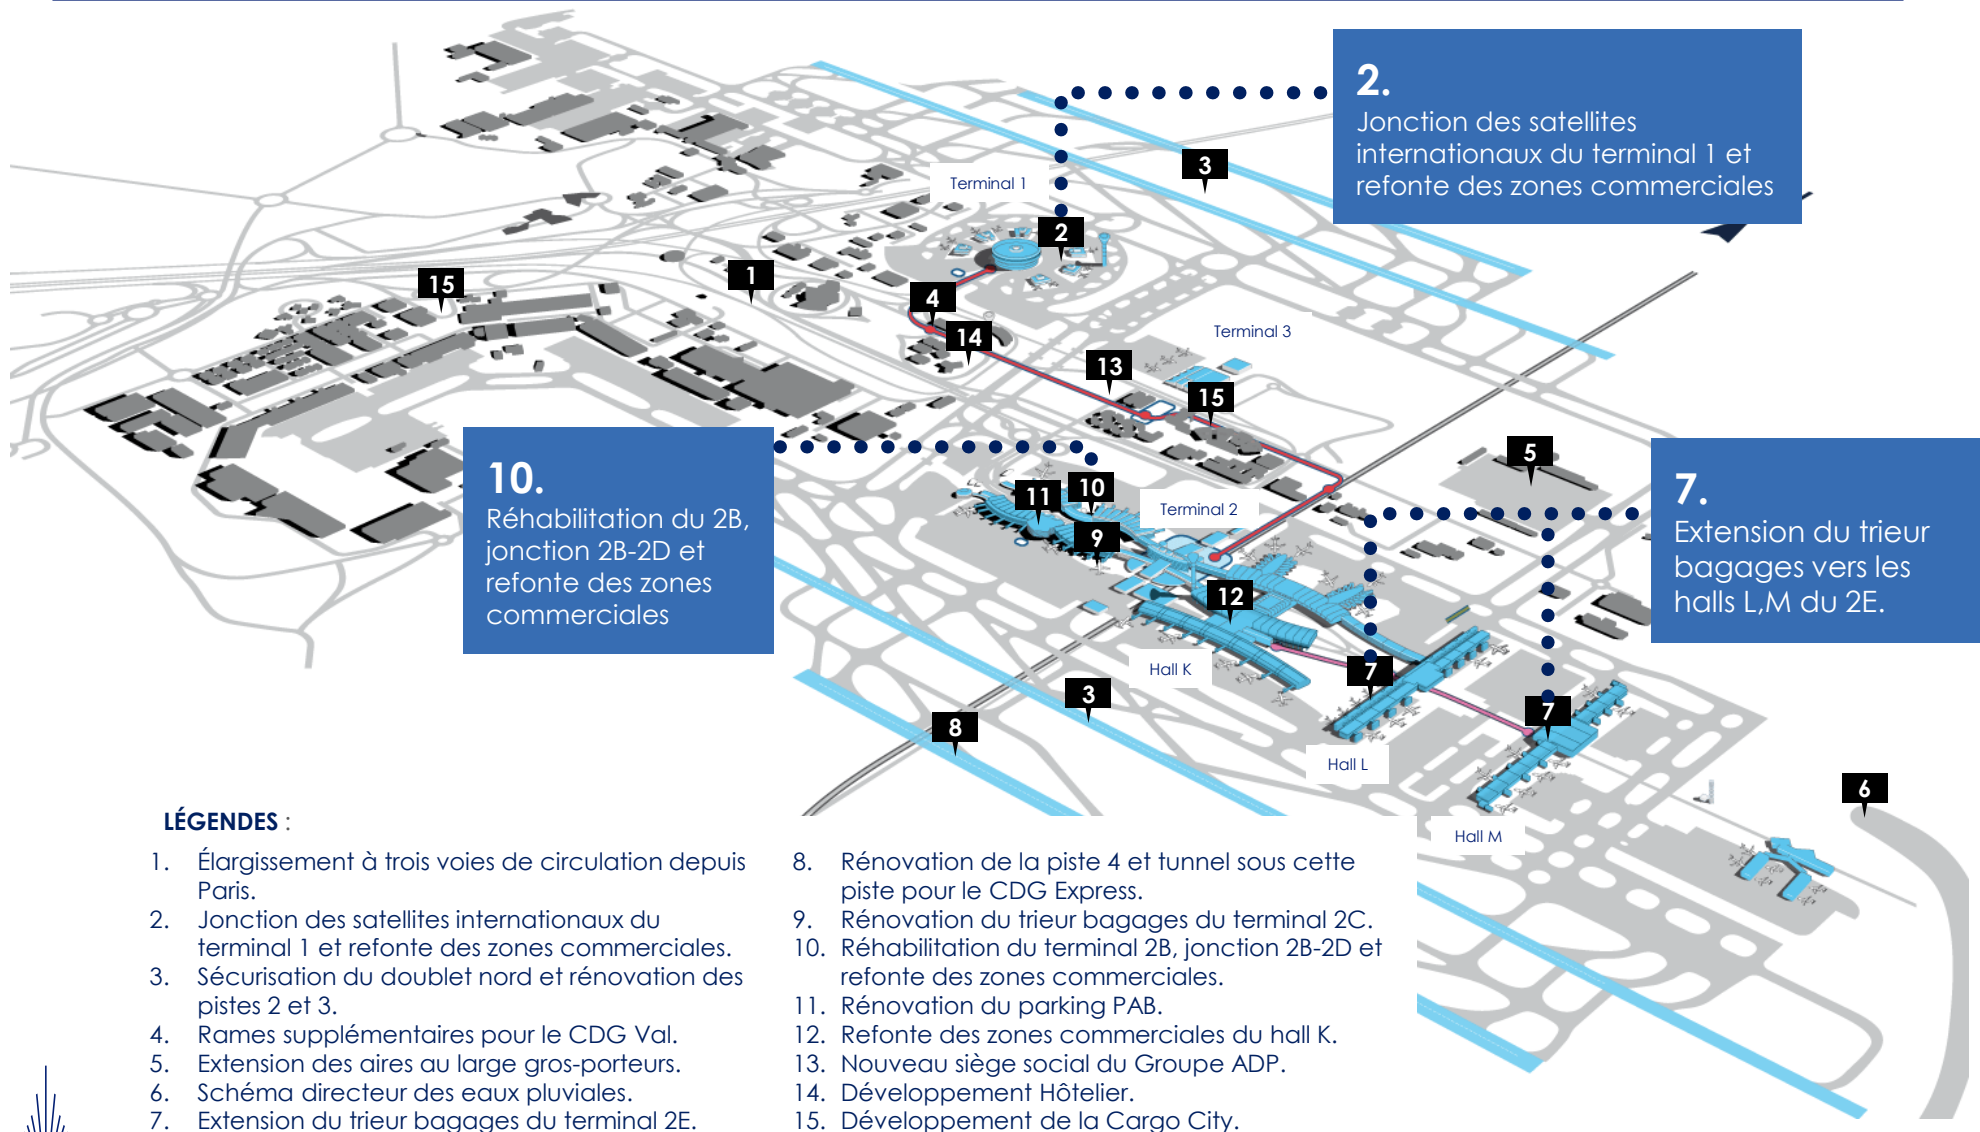 2.
Jonction des satellites
internationaux du terminal 1 et
refonte des zones commerciales
3
Terminal 1
2
1
15
4
14
Terminal 3
13
15
10.
Réhabilitation du 2B,
jonction 2B-2D et
refonte des zones
commerciales
5
7.
Extension du trieur
bagages vers les
halls L,M du 2E.
11
10
Terminal 2
9
12
Hall K
7
3
8
7
Hall L
6
Hall M
LÉGENDES :
1. Élargissement à trois voies de circulation depuis
Paris.
2. Jonction des satellites internationaux du
terminal 1 et refonte des zones commerciales.
3. Sécurisation du doublet nord et rénovation des
pistes 2 et 3.
4. Rames supplémentaires pour le CDG Val.
5. Extension des aires au large gros-porteurs.
6. Schéma directeur des eaux pluviales.
7. Extension du trieur bagages du terminal 2E.
8. Rénovation de la piste 4 et tunnel sous cette
piste pour le CDG Express.
9. Rénovation du trieur bagages du terminal 2C.
10. Réhabilitation du terminal 2B, jonction 2B-2D et
refonte des zones commerciales.
11. Rénovation du parking PAB.
12. Refonte des zones commerciales du hall K.
13. Nouveau siège social du Groupe ADP.
14. Développement Hôtelier.
15. Développement de la Cargo City.